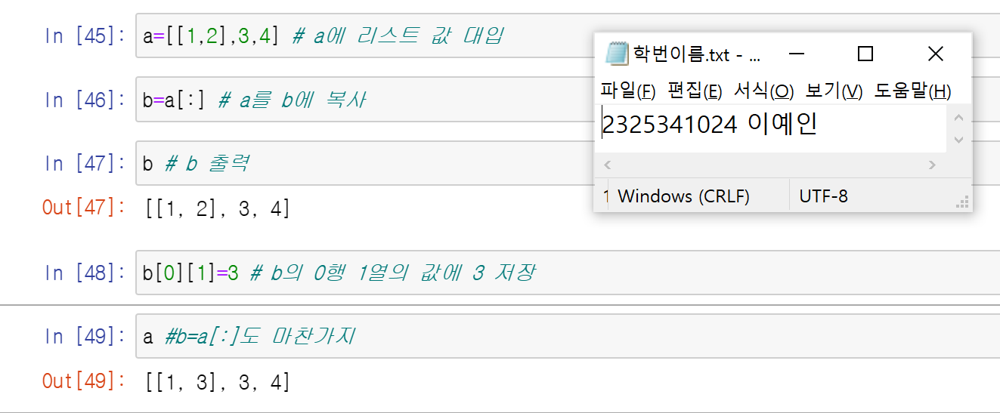 In [45]: a=[[1,2],3,4] # a에 리스트 값 대입
In [46]: b=a[:] # a를 b에 복사
In [47]: b # b 출력
Out[47]: [[1, 2], 3, 4]
In [48]: b[0][1]=3 # b의 0행 1열의 값에 3 저장
In [49]: a #b=a[:]도 마찬가지
Out[49]: [[1, 3], 3, 4]
학번이름.txt - ...
파일(F) 편집(E) 서식(O) 보기(V) 도움말(H)
2325341024 이예인
1 Windows (CRLF) UTF-8